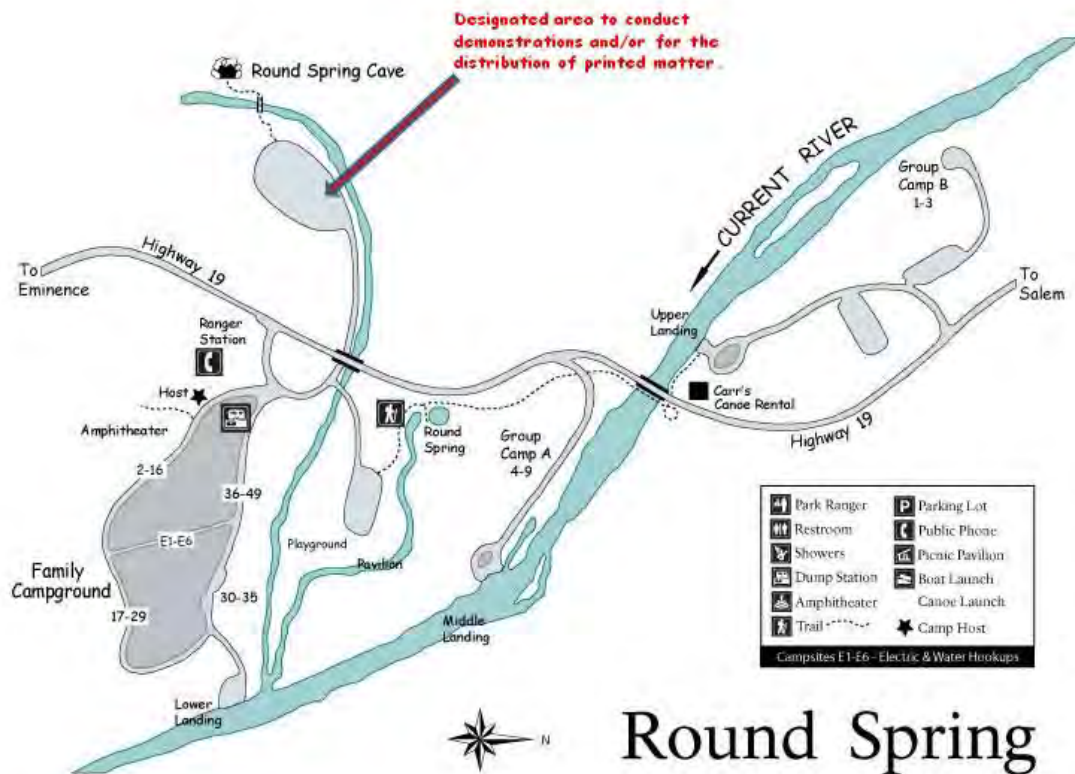 Designated area to conduct
demonstrations and/or for the
distribution of printed matter.
Round Spring Cave
CURRENT RIVER
Group
Camp B
1-3
Highway 19
To
Eminence
To
Salem
Ranger
Station
Upper
Landing
Host
Carr's
Canoe Rental
Amphitheater
Round
Spring
Group
Camp A
4-9
Highway 19
2-16
36-49
E1-E6
Playground
Pavilion
Family
Campground
17-29
30-35
Middle
Landing
Lower
Landing
Park Ranger
Restroom
Showers
Dump Station
Amphitheater
Trail
P
Parking Lot
Public Phone
Picnic Pavilion
Boat Launch
Canoe Launch
Camp Host
Campsites E1-E6 - Electric & Water Hookups
N
Round Spring